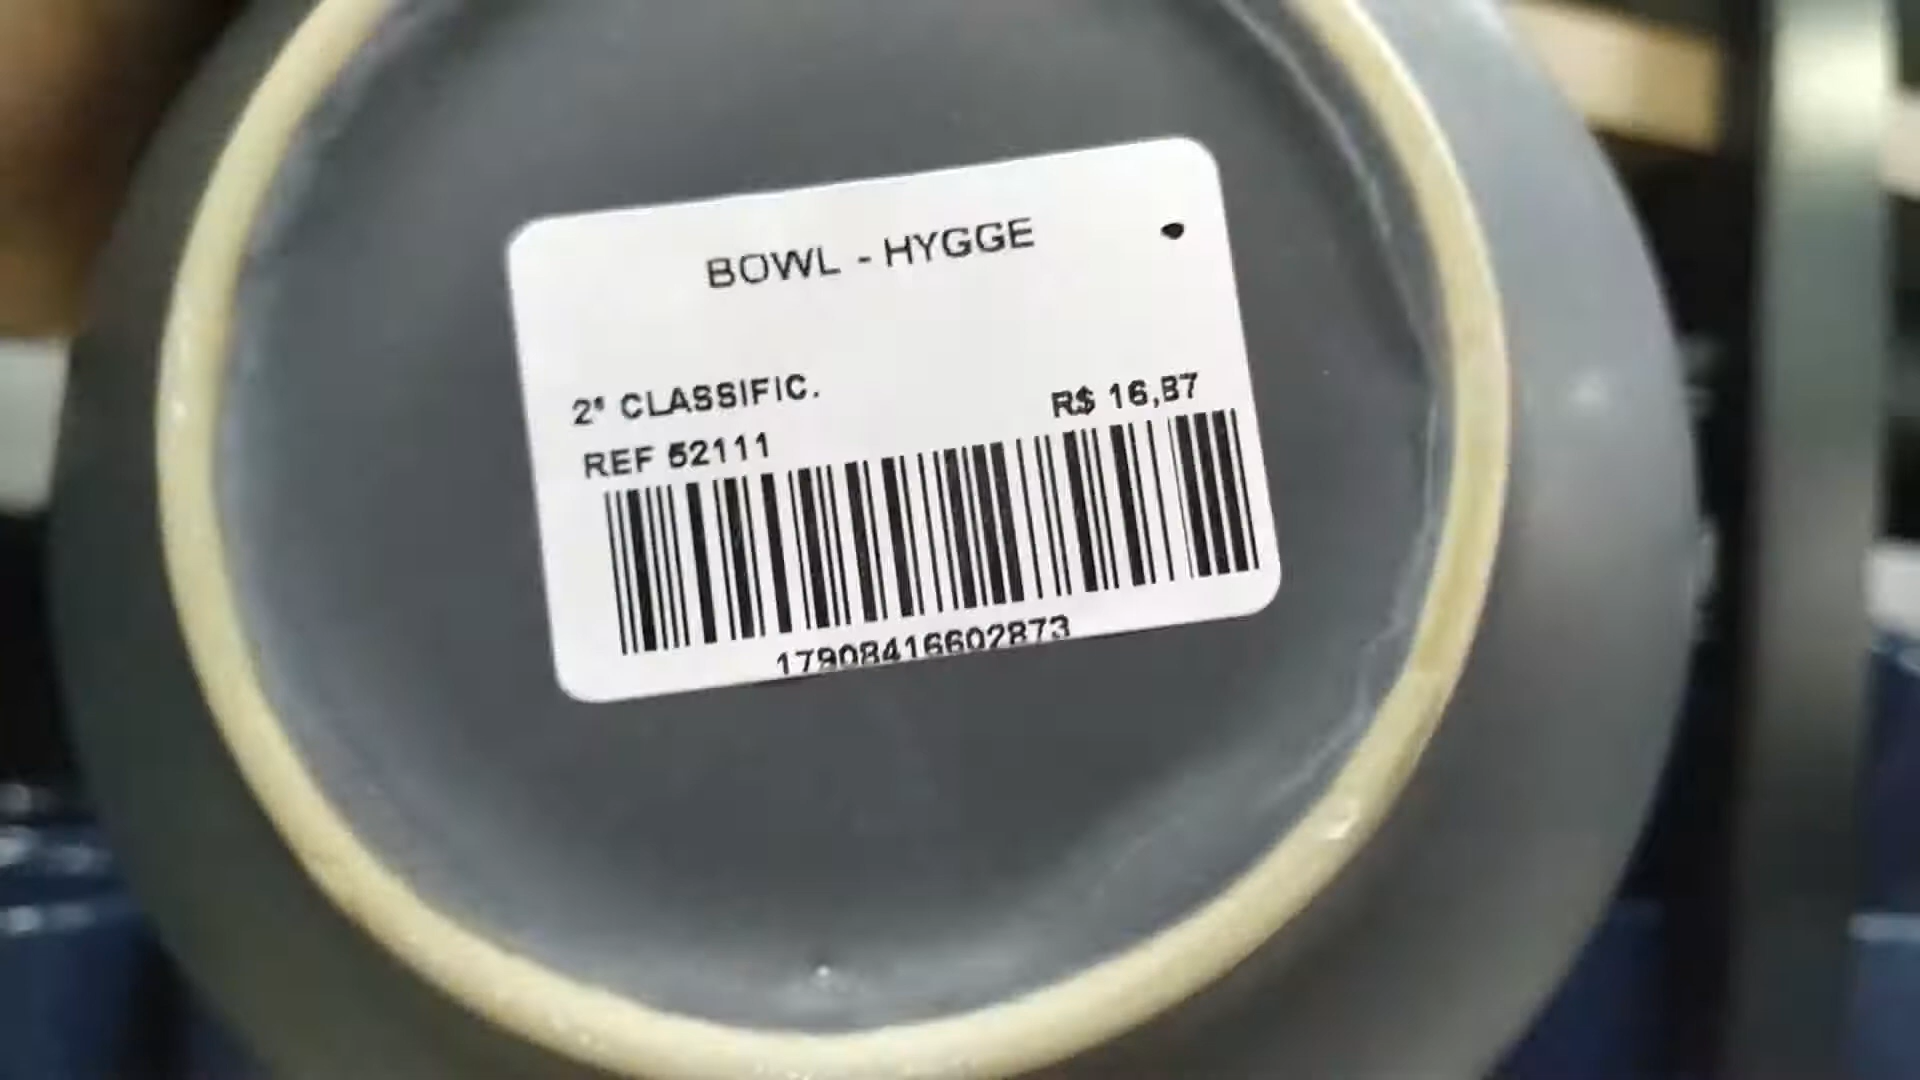 BOWL - HYGGE
2ª CLASSIFIC.
R$ 16,87
REF 52111
17908416602873